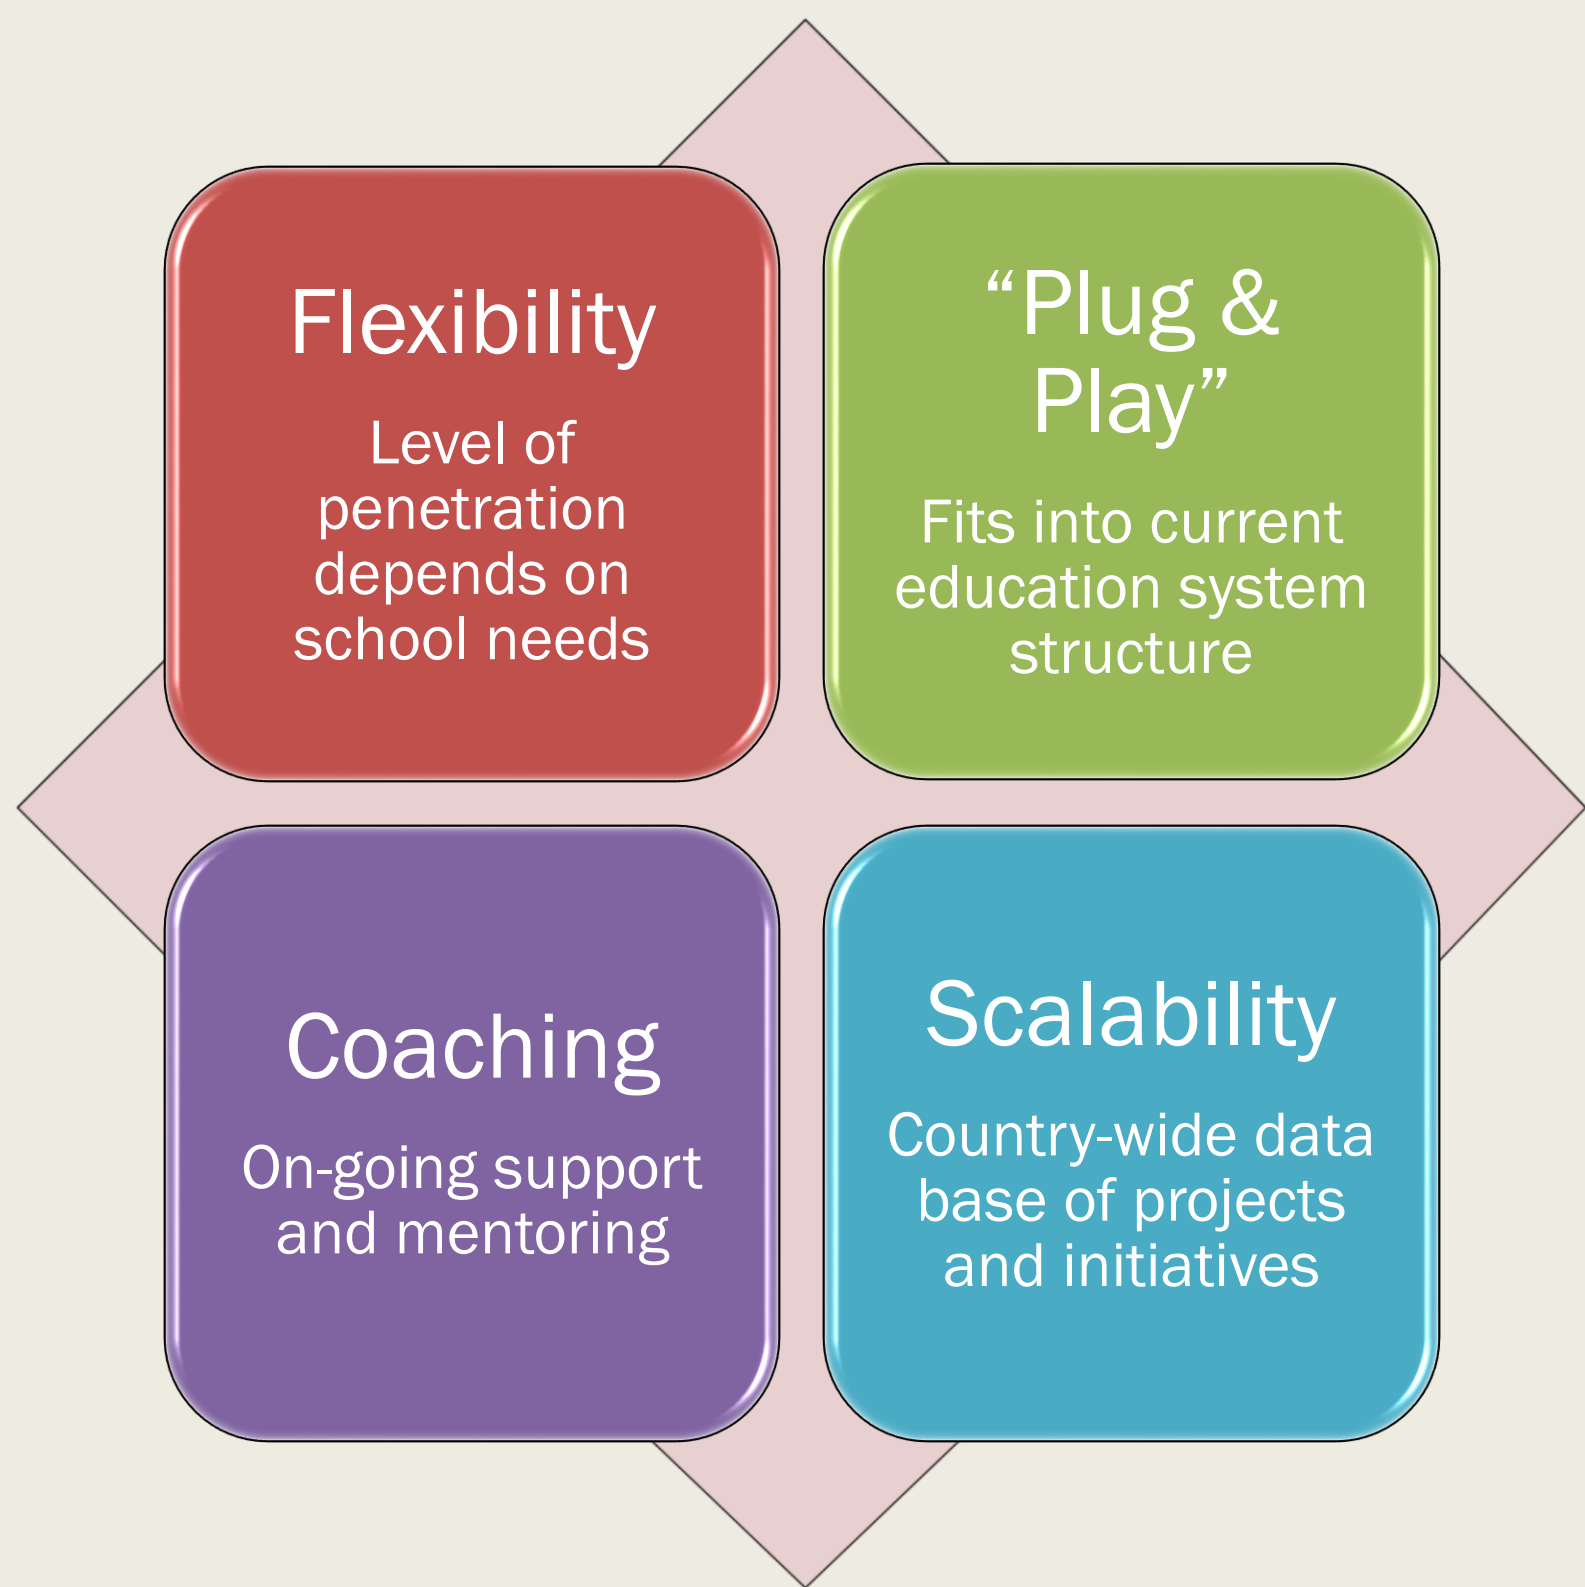 Flexibility
Level of
penetration
depends on
school needs
“Plug &
Play”
Fits into current
education system
structure
Coaching
On-going support
and mentoring
Scalability
Country-wide data
base of projects
and initiatives